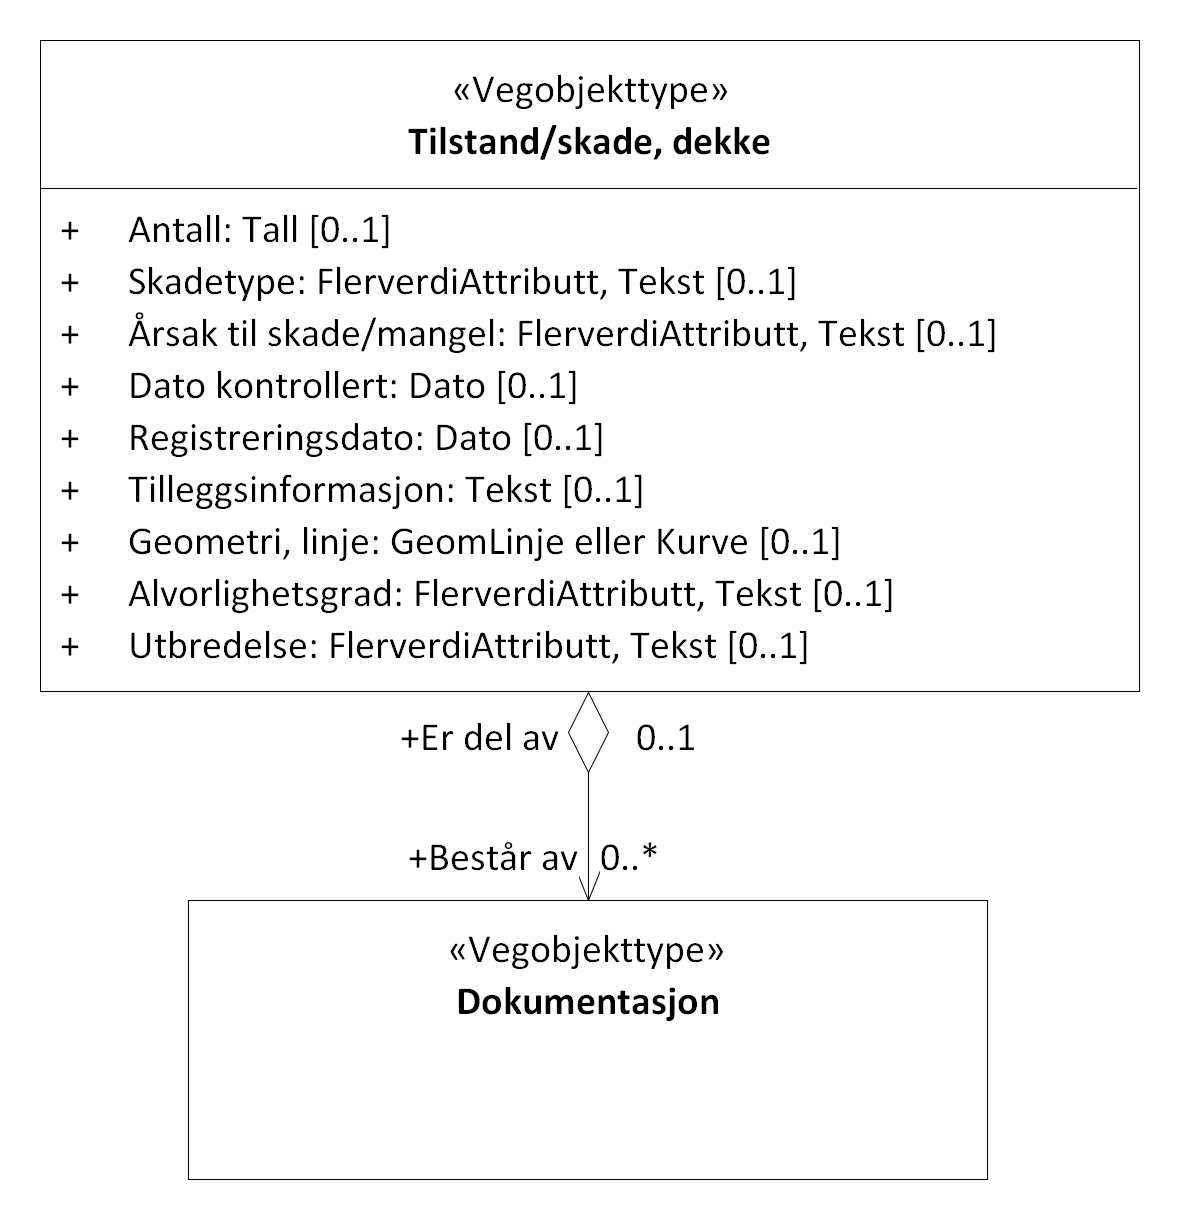 «Vegobjekttype»
Tilstand/skade, dekke
+ Antall: Tall [0..1]
+ Skadetype: FlerverdiAttributt, Tekst [0..1]
+ Årsak til skade/mangel: FlerverdiAttributt, Tekst [0..1]
+ Dato kontrollert: Dato [0..1]
+ Registreringsdato: Dato [0..1]
+ Tilleggsinformasjon: Tekst [0..1]
+ Geometri, linje: GeomLinje eller Kurve [0..1]
+ Alvorlighetsgrad: FlerverdiAttributt, Tekst [0..1]
+ Utbredelse: FlerverdiAttributt, Tekst [0..1]
+Er del av 0..1
+Består av 0..*
«Vegobjekttype»
Dokumentasjon